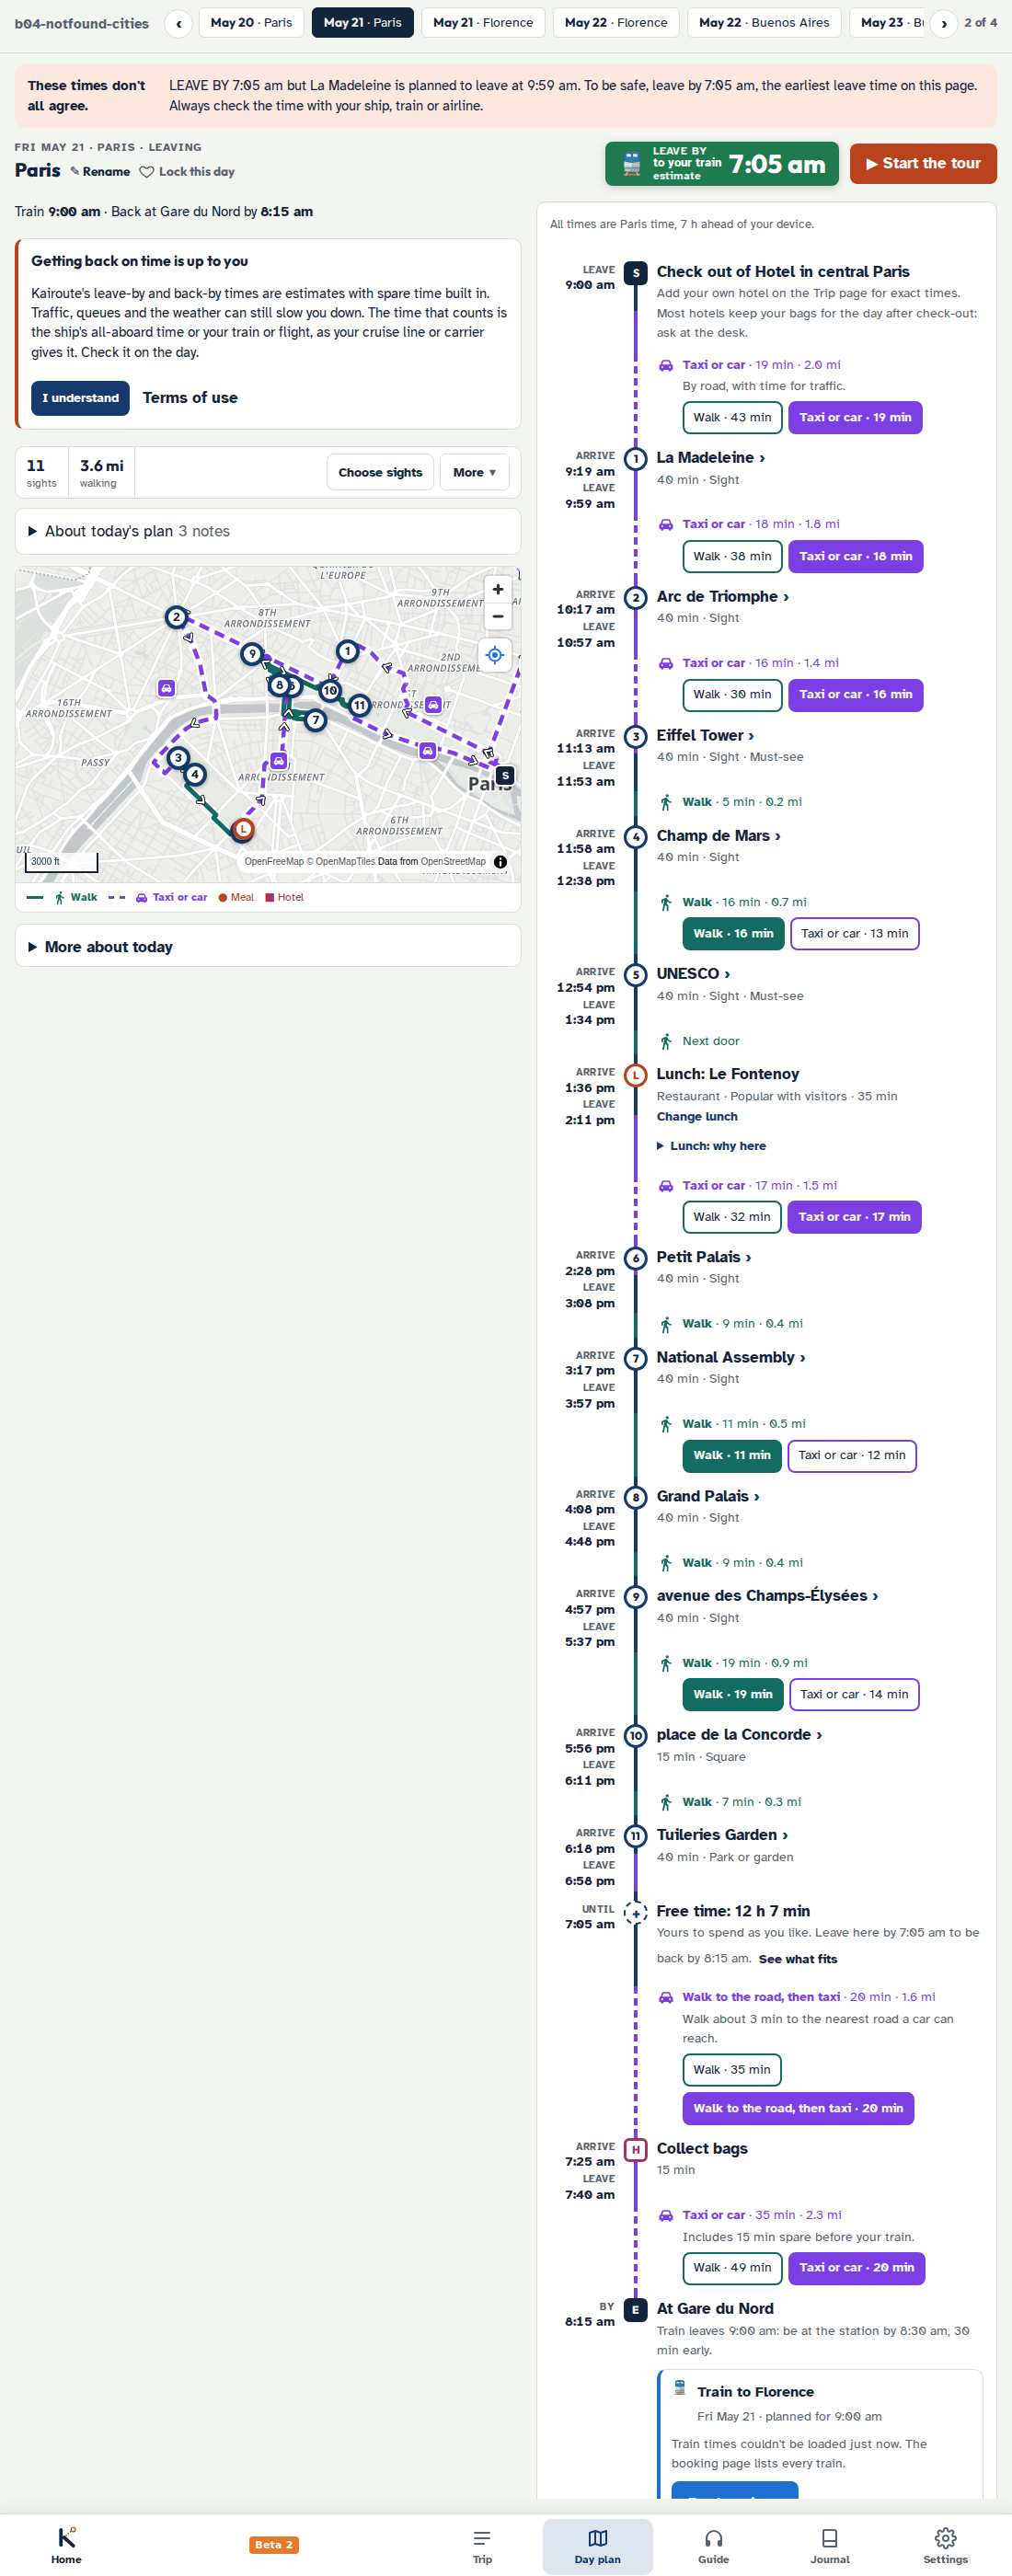 b04-notfound-cities
‹
May 20 · Paris
May 21 · Paris
May 21 · Florence
May 22 · Florence
May 22 · Buenos Aires
May 23 ·
›
2 of 4
These times don't all agree.
LEAVE BY 7:05 am but La Madeleine is planned to leave at 9:59 am. To be safe, leave by 7:05 am, the earliest leave time on this page.
Always check the time with your ship, train or airline.
FRI MAY 21 · PARIS · LEAVING
Paris ✎ Rename Lock this day
LEAVE BY
to your train
estimate
7:05 am
▶ Start the tour
Train 9:00 am · Back at Gare du Nord by 8:15 am
Getting back on time is up to you
Kairoute's leave-by and back-by times are estimates with spare time built in.
Traffic, queues and the weather can still slow you down. The time that counts is
the ship's all-aboard time or your train or flight, as your cruise line or carrier
gives it. Check it on the day.
I understand
Terms of use
11
sights
3.6 mi
walking
Choose sights
More ▼
▶ About today's plan 3 notes
L'EUROPE
8TH
ARRONDISSEMENT
9TH
ARRONDISSEMENT
2ND
16TH
ARRONDISSEMENT
PASSY
6TH
ARRONDISSEMENT
+
−
2
9
1
8
10
11
7
3
4
L
S
3000 ft
OpenFreeMap © OpenMapTiles Data from OpenStreetMap
Walk
Taxi or car
Meal
Hotel
▶ More about today
All times are Paris time, 7 h ahead of your device.
LEAVE
9:00 am
S
Check out of Hotel in central Paris
Add your own hotel on the Trip page for exact times.
Most hotels keep your bags for the day after check-out:
ask at the desk.
Taxi or car · 19 min · 2.0 mi
By road, with time for traffic.
Walk · 43 min
Taxi or car · 19 min
ARRIVE
9:19 am
LEAVE
9:59 am
1
La Madeleine ›
40 min · Sight
Taxi or car · 18 min · 1.8 mi
Walk · 38 min
Taxi or car · 18 min
ARRIVE
10:17 am
LEAVE
10:57 am
2
Arc de Triomphe ›
40 min · Sight
Taxi or car · 16 min · 1.4 mi
Walk · 30 min
Taxi or car · 16 min
ARRIVE
11:13 am
LEAVE
11:53 am
3
Eiffel Tower ›
40 min · Sight · Must-see
Walk · 5 min · 0.2 mi
ARRIVE
11:58 am
LEAVE
12:38 pm
4
Champ de Mars ›
40 min · Sight
Walk · 16 min · 0.7 mi
Walk · 16 min
Taxi or car · 13 min
ARRIVE
12:54 pm
LEAVE
1:34 pm
5
UNESCO ›
40 min · Sight · Must-see
Next door
ARRIVE
1:36 pm
LEAVE
2:11 pm
L
Lunch: Le Fontenoy
Restaurant · Popular with visitors · 35 min
Change lunch
▶ Lunch: why here
Taxi or car · 17 min · 1.5 mi
Walk · 32 min
Taxi or car · 17 min
ARRIVE
2:28 pm
LEAVE
3:08 pm
6
Petit Palais ›
40 min · Sight
Walk · 9 min · 0.4 mi
ARRIVE
3:17 pm
LEAVE
3:57 pm
7
National Assembly ›
40 min · Sight
Walk · 11 min · 0.5 mi
Walk · 11 min
Taxi or car · 12 min
ARRIVE
4:08 pm
LEAVE
4:48 pm
8
Grand Palais ›
40 min · Sight
Walk · 9 min · 0.4 mi
ARRIVE
4:57 pm
LEAVE
5:37 pm
9
avenue des Champs-Élysées ›
40 min · Sight
Walk · 19 min · 0.9 mi
Walk · 19 min
Taxi or car · 14 min
ARRIVE
5:56 pm
LEAVE
6:11 pm
10
place de la Concorde ›
15 min · Square
Walk · 7 min · 0.3 mi
ARRIVE
6:18 pm
LEAVE
6:58 pm
11
Tuileries Garden ›
40 min · Park or garden
UNTIL
7:05 am
+
Free time: 12 h 7 min
Yours to spend as you like. Leave here by 7:05 am to be
back by 8:15 am. See what fits
Walk to the road, then taxi · 20 min · 1.6 mi
Walk about 3 min to the nearest road a car can
reach.
Walk · 35 min
Walk to the road, then taxi · 20 min
ARRIVE
7:25 am
LEAVE
7:40 am
H
Collect bags
15 min
Taxi or car · 35 min · 2.3 mi
Includes 15 min spare before your train.
Walk · 49 min
Taxi or car · 20 min
BY
8:15 am
E
At Gare du Nord
Train leaves 9:00 am: be at the station by 8:30 am, 30
min early.
Train to Florence
Fri May 21 · planned for 9:00 am
Train times couldn't be loaded just now. The
booking page lists every train.
Home
Beta 2
Trip
Day plan
Guide
Journal
Settings